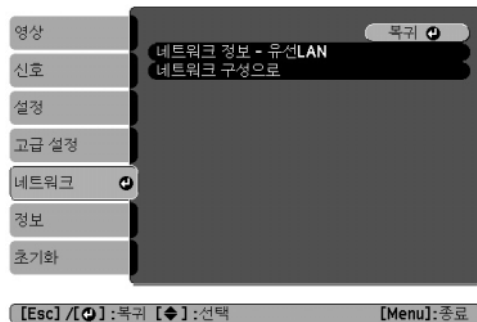 영상
신호
설정
고급 설정
네트워크
정보
초기화
복귀
네트워크 정보 - 유선LAN
네트워크 구성으로
[Esc] /[ ] :복귀 [ ] :선택 [Menu]:종료